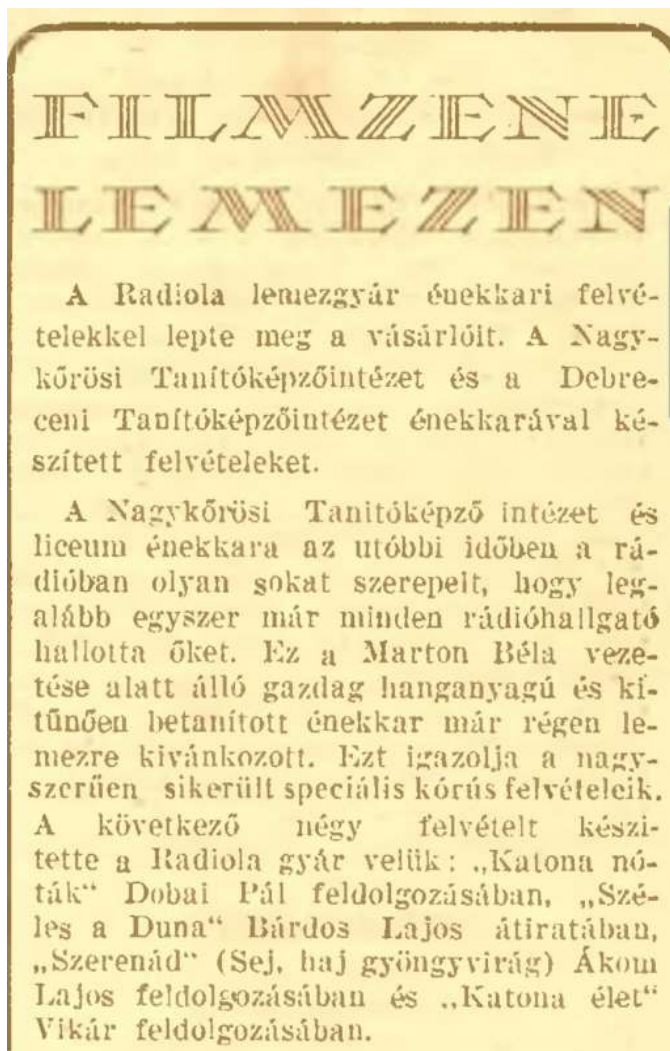 FILMZENE
LEMEZEN
A Radiola lemezgyár énekkari felvé-
telekkel lepte meg a vásárlóit. A Nagy-
kőrösi Tanítóképzőintézet és a Debre-
ceni Tanítóképzőintézet énekkarával ké-
szített felvételeket.
A Nagykőrösi Tanitóképző intézet és
liceum énekkara az utóbbi időben a rá-
dióban olyan sokat szerepelt, hogy leg-
alább egyszer már minden rádióhallgató
hallotta őket. Ez a Marton Béla veze-
tése alatt álló gazdag hanganyagú és ki-
tűnően betanított énekkar már régen le-
mezre kivánkozott. Ezt igazolja a nagy-
szerűen sikerült speciális kórús felvételeik.
A következő négy felvételt készi-
tette a Radiola gyár velük: „Katona nó-
ták“ Dobai Pál feldolgozásában, „Szé-
les a Duna“ Bárdos Lajos átiratában,
„Szerenád“ (Sej, haj gyöngyvirág) Ákom
Lajos feldolgozásában és „Katona élet“
Vikár feldolgozásában.